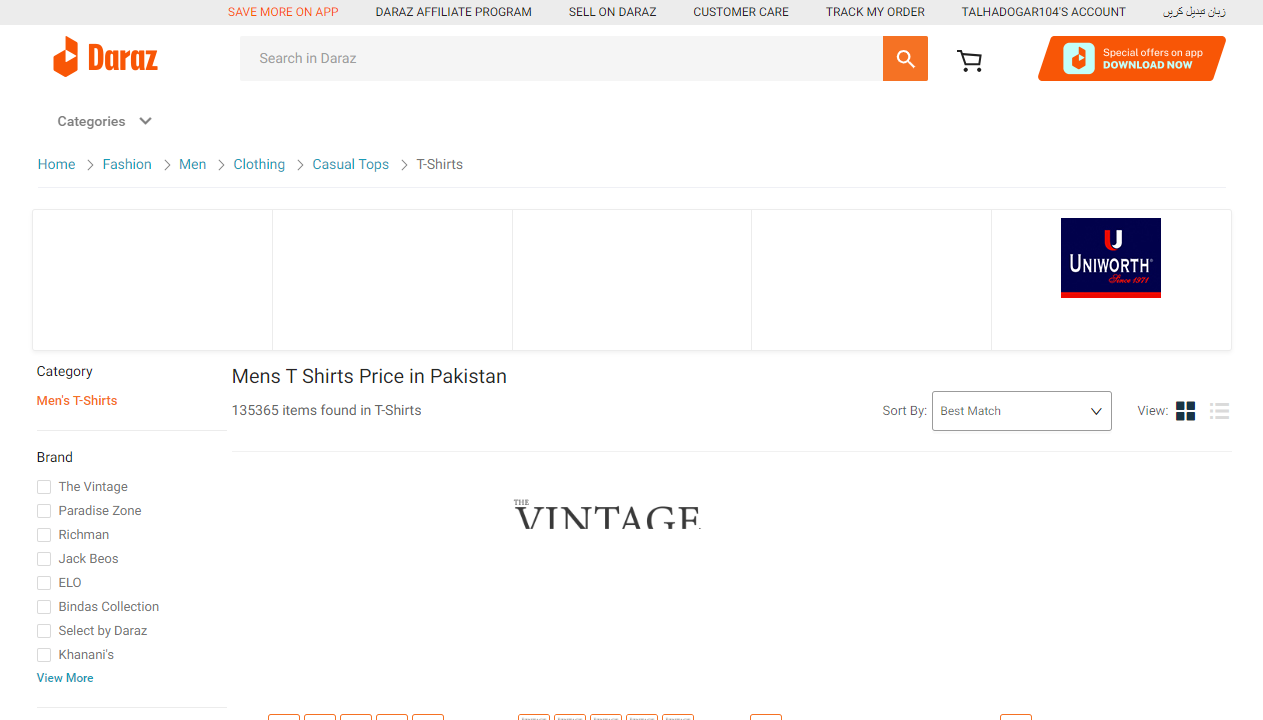 SAVE MORE ON APP DARAZ AFFILIATE PROGRAM SELL ON DARAZ CUSTOMER CARE TRACK MY ORDER TALHADOGAR104'S ACCOUNT زبان تبدیل کریں
Daraz
Search in Daraz
Special offers on app
DOWNLOAD NOW
Categories
Home Fashion Men Clothing Casual Tops T-Shirts
U
UNIWORTH
Since 1971
Category
Men's T-Shirts
Mens T Shirts Price in Pakistan
135365 items found in T-Shirts
Sort By: Best Match View:
Brand
The Vintage
Paradise Zone
Richman
Jack Beos
ELO
Bindas Collection
Select by Daraz
Khanani's
View More
THE
VINTAGE